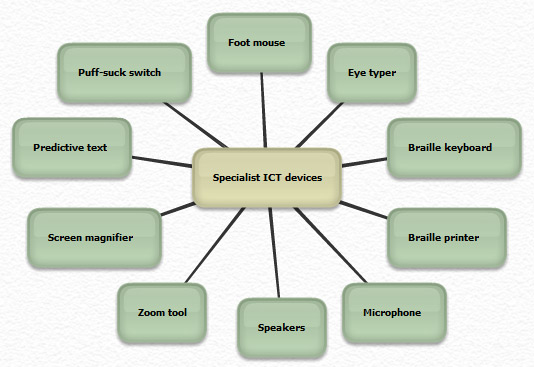 Foot mouse
Puff-suck switch
Eye typer
Predictive text
Braille keyboard
Specialist ICT devices
Screen magnifier
Braille printer
Zoom tool
Speakers
Microphone